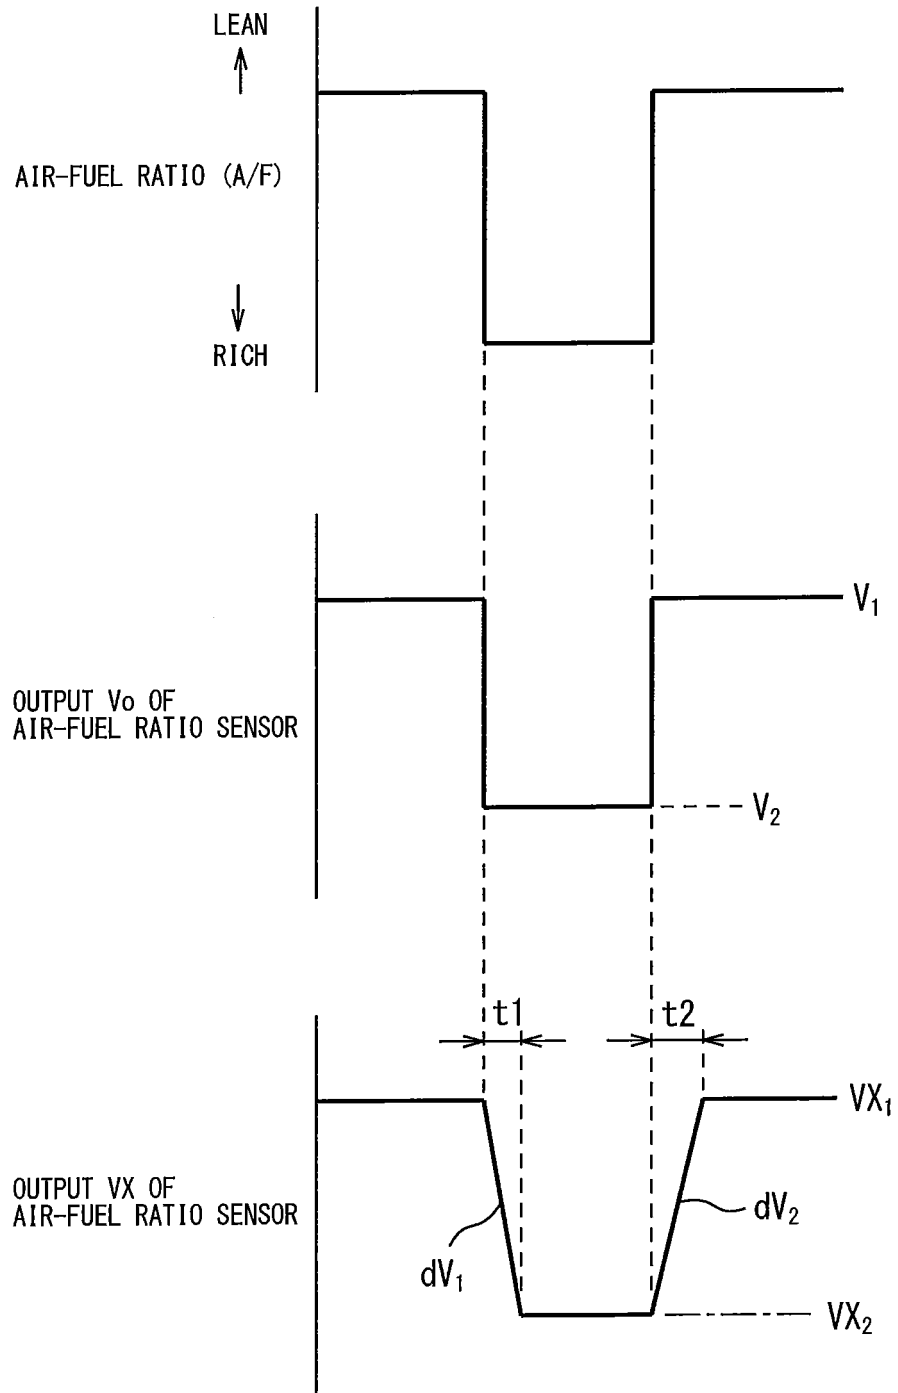 LEAN
AIR-FUEL RATIO (A/F)
RICH
V₁
OUTPUT Vo OF
AIR-FUEL RATIO SENSOR
V₂
t1
t2
VX₁
OUTPUT VX OF
AIR-FUEL RATIO SENSOR
dV₂
dV₁
VX₂